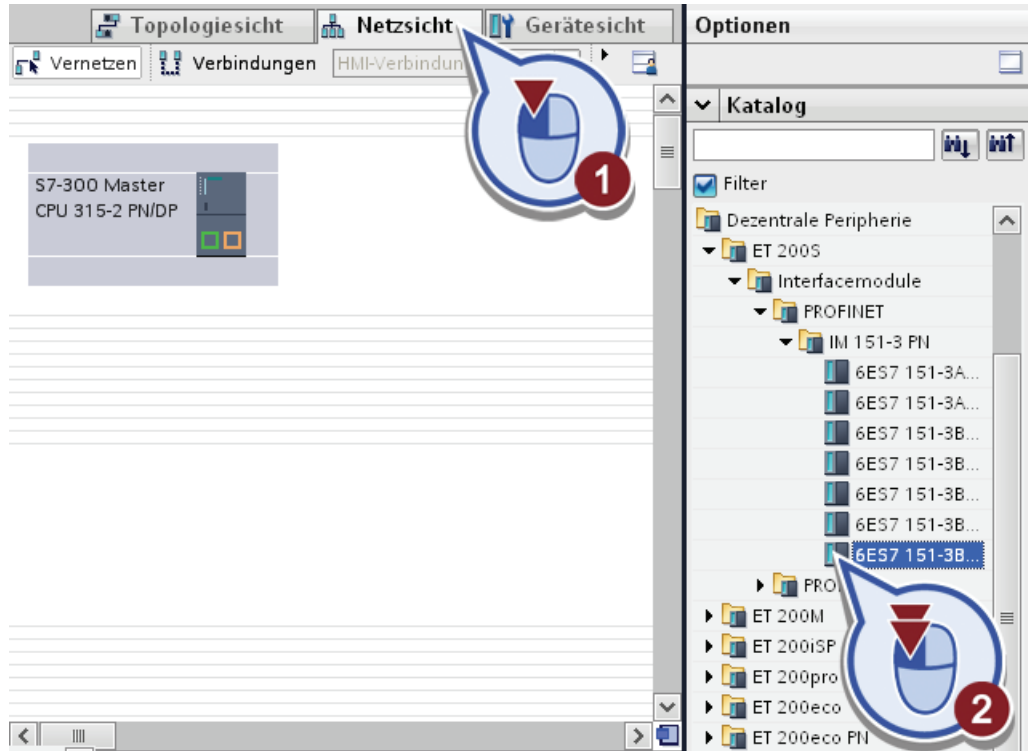 Topologiesicht Netzsicht Gerätesicht
Vernetzen Verbindungen
1
S7-300 Master
CPU 315-2 PN/DP
Optionen
Katalog
Filter
Dezentrale Peripherie
ET 200S
Interfacemodule
PROFINET
IM 151-3 PN
6ES7 151-3A...
6ES7 151-3A...
6ES7 151-3B...
6ES7 151-3B...
6ES7 151-3B...
6ES7 151-3B...
6ES7 151-3B...
ET 200M
ET 200iSP
ET 200pro
ET 200eco
ET 200eco PN
2